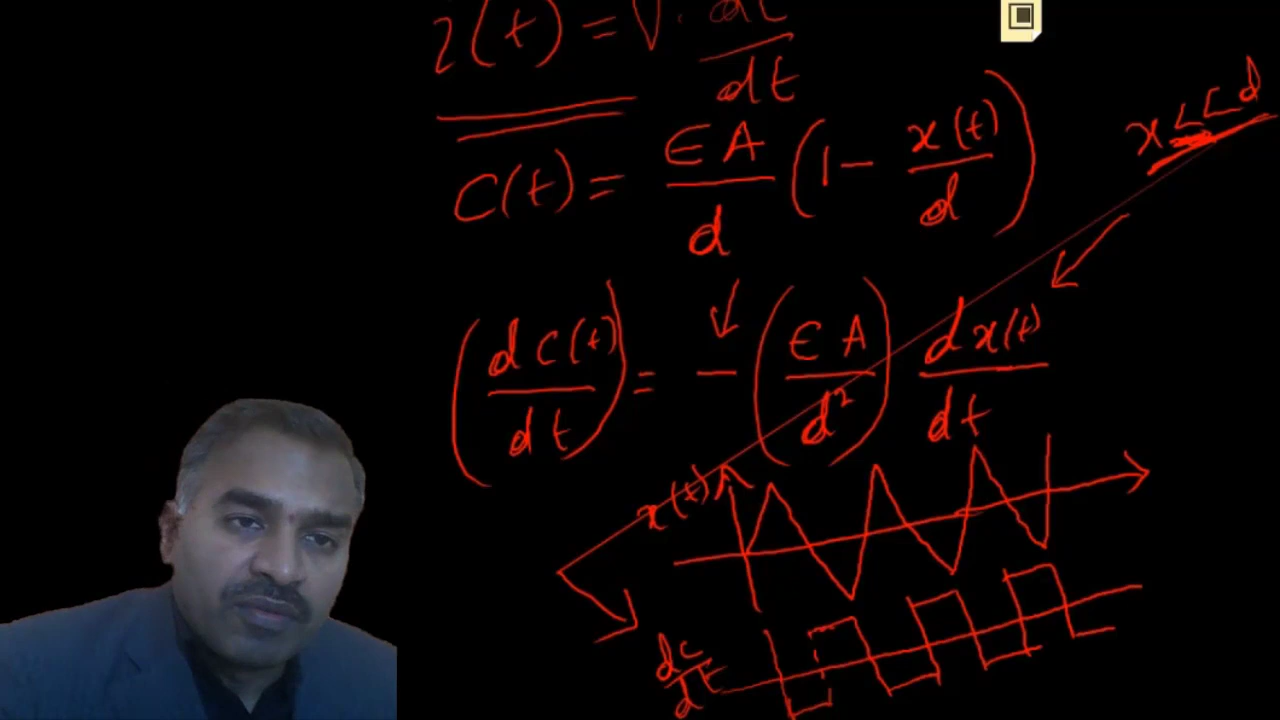 i(t) = V. dC/dt
C(t) = ϵA/d (1 - x(t)/d)
x << d
(dC(t)/dt) = - (ϵA/d²) dx(t)/dt
x(t)
dC/dt